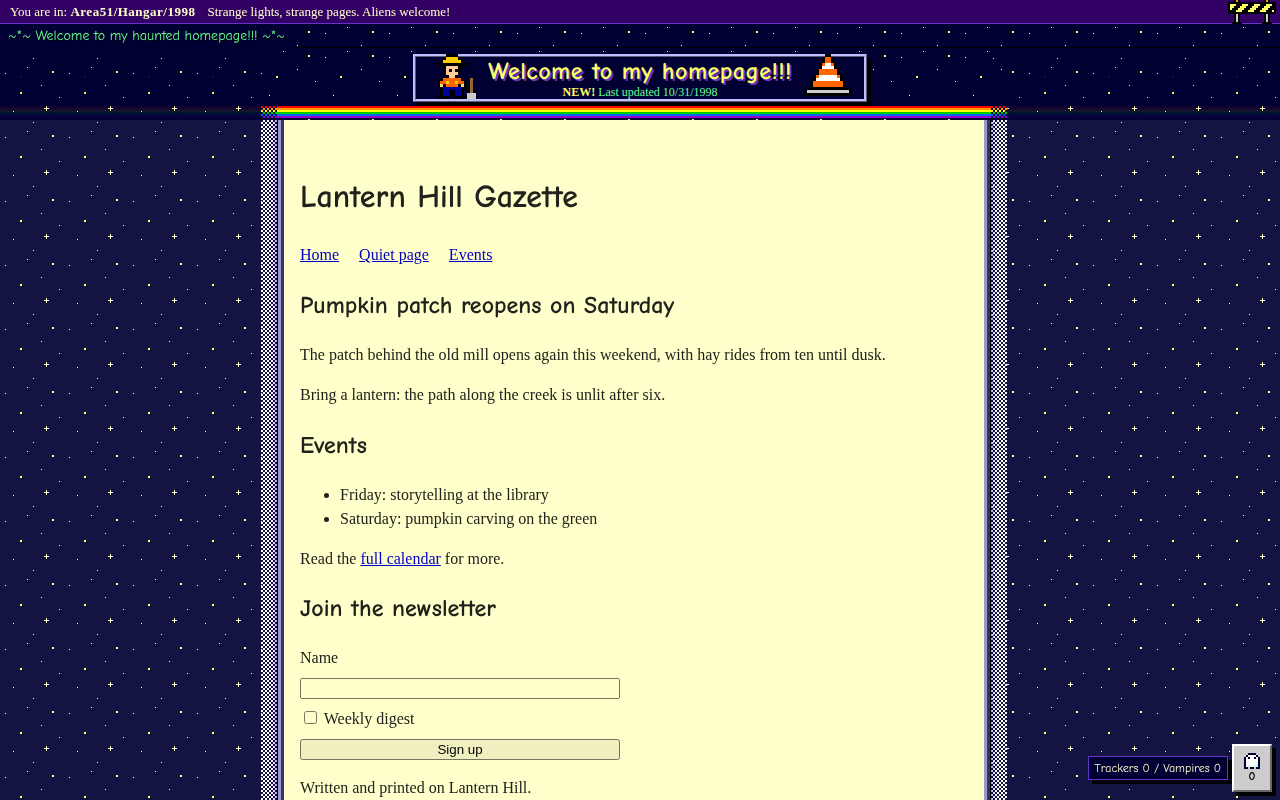 You are in: Area51/Hangar/1998 Strange lights, strange pages. Aliens welcome!
~*~ Welcome to my haunted homepage!!! ~*~
Welcome to my homepage!!!
NEW! Last updated 10/31/1998
Lantern Hill Gazette
Home Quiet page Events
Pumpkin patch reopens on Saturday
The patch behind the old mill opens again this weekend, with hay rides from ten until dusk.
Bring a lantern: the path along the creek is unlit after six.
Events
Friday: storytelling at the library
Saturday: pumpkin carving on the green
Read the full calendar for more.
Join the newsletter
Name
Weekly digest
Sign up
Trackers 0 / Vampires 0
0
Written and printed on Lantern Hill.